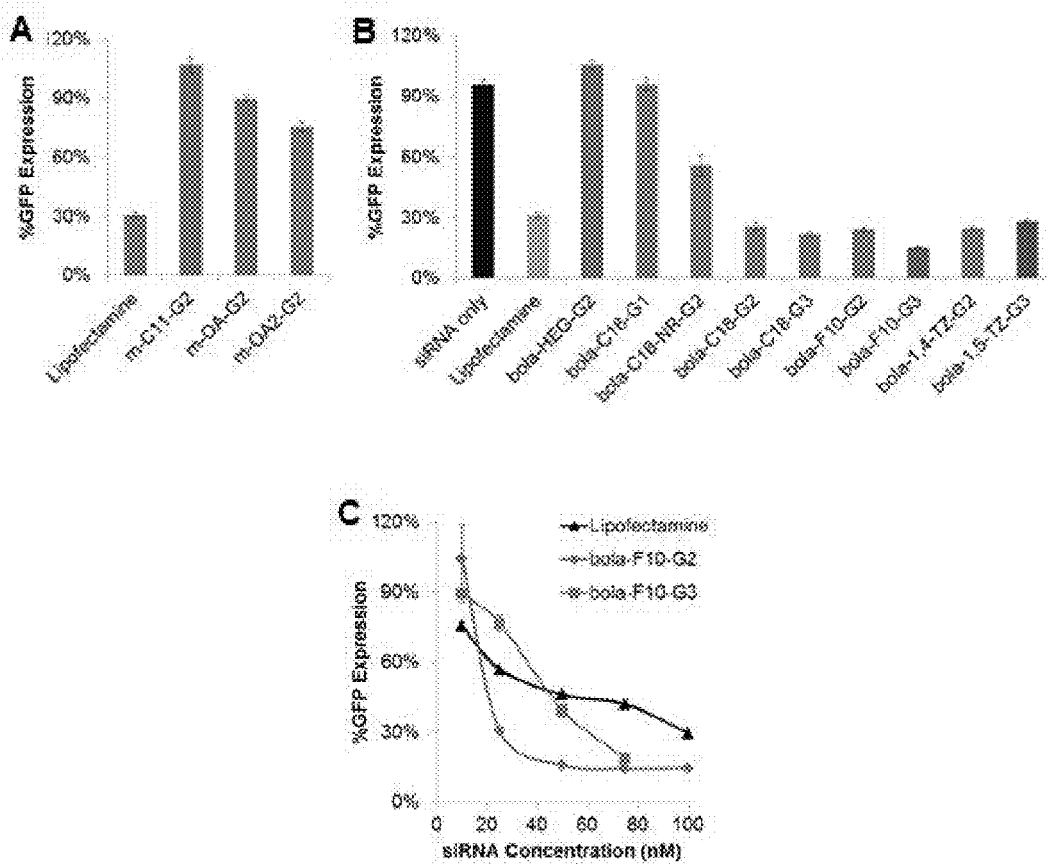 A
120%
90%
60%
30%
0%
%GFP Expression
Lipofectamine
m-C11-G2
m-OA-G2
m-OA2-G2
B
120%
90%
60%
30%
0%
%GFP Expression
siRNA only
Lipofectamine
bola-HEG-G2
bola-C18-G1
bola-C18-NR-G2
bola-C18-G2
bola-C18-G3
bola-F10-G2
bola-F10-G3
bola-1,4-TZ-G2
bola-1,5-TZ-G3
C
120%
90%
60%
30%
0%
%GFP Expression
Lipofectamine
bola-F10-G2
bola-F10-G3
0 20 40 60 80 100
siRNA Concentration (nM)